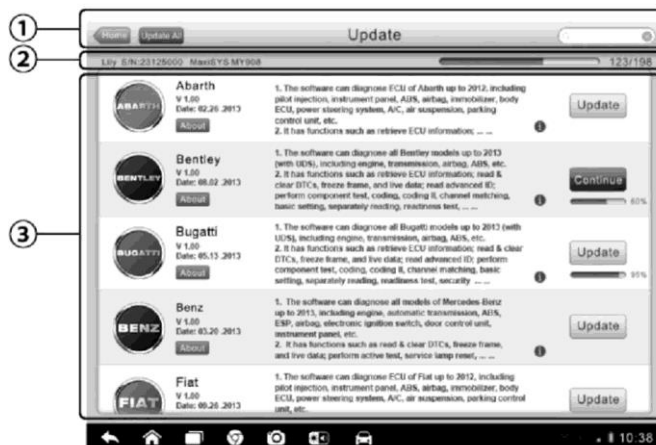 ①
Home Update All Update
②
Lily S/N:23125000 MaxiSYS MY908 123/198
③
ABARTH
Abarth
V 1.00
Date: 02.26 .2013
About
1. The software can diagnose ECU of Abarth up to 2012, including
pilot injection, instrument panel, ABS, airbag, immobilizer, body
ECU, power steering system, A/C, air suspension, parking
control unit, etc.
2. It has functions such as retrieve ECU information; ... ...
Update
BENTLEY
Bentley
V 1.00
Date: 08.02 .2013
About
1. The software can diagnose all Bentley models up to 2013
(with UDS), including engine, transmission, airbag, ABS, etc.
2. It has functions such as retrieve ECU information; read &
clear DTCs, freeze frame, and live data; read advanced ID;
perform component test, coding, coding II, channel matching,
basic setting, separately reading, readiness test, ... ...
Continue
60%
BUGATTI
Bugatti
V 1.00
Date: 05.13 .2013
About
1. The software can diagnose all Bugatti models up to 2013 (with
UDS), including engine, transmission, airbag, ABS, etc.
2. It has functions such as retrieve ECU information; read & clear
DTCs, freeze frame, and live data; read advanced ID; perform
component test, coding, coding II, channel matching, basic
setting, separately reading, readiness test, security ... ...
Update
95%
BENZ
Benz
V 1.00
Date: 03.20 .2013
About
1. The software can diagnose all models of Mercedes-Benz
up to 2013, including engine, automatic transmission, ABS,
ESP, airbag, electronic ignition switch, door control unit,
instrument panel, etc.
2. It has functions such as read & clear DTCs, freeze frame,
and live data; perform active test, service lamp reset, ... ...
Update
FIAT
Fiat
V 1.00
Date: 09.26 .2013
1. The software can diagnose ECU of Fiat up to 2012, including
pilot injection, instrument panel, ABS, airbag, immobilizer, body
ECU, power steering system, A/C, air suspension, parking control
unit, etc.
Update
10:38